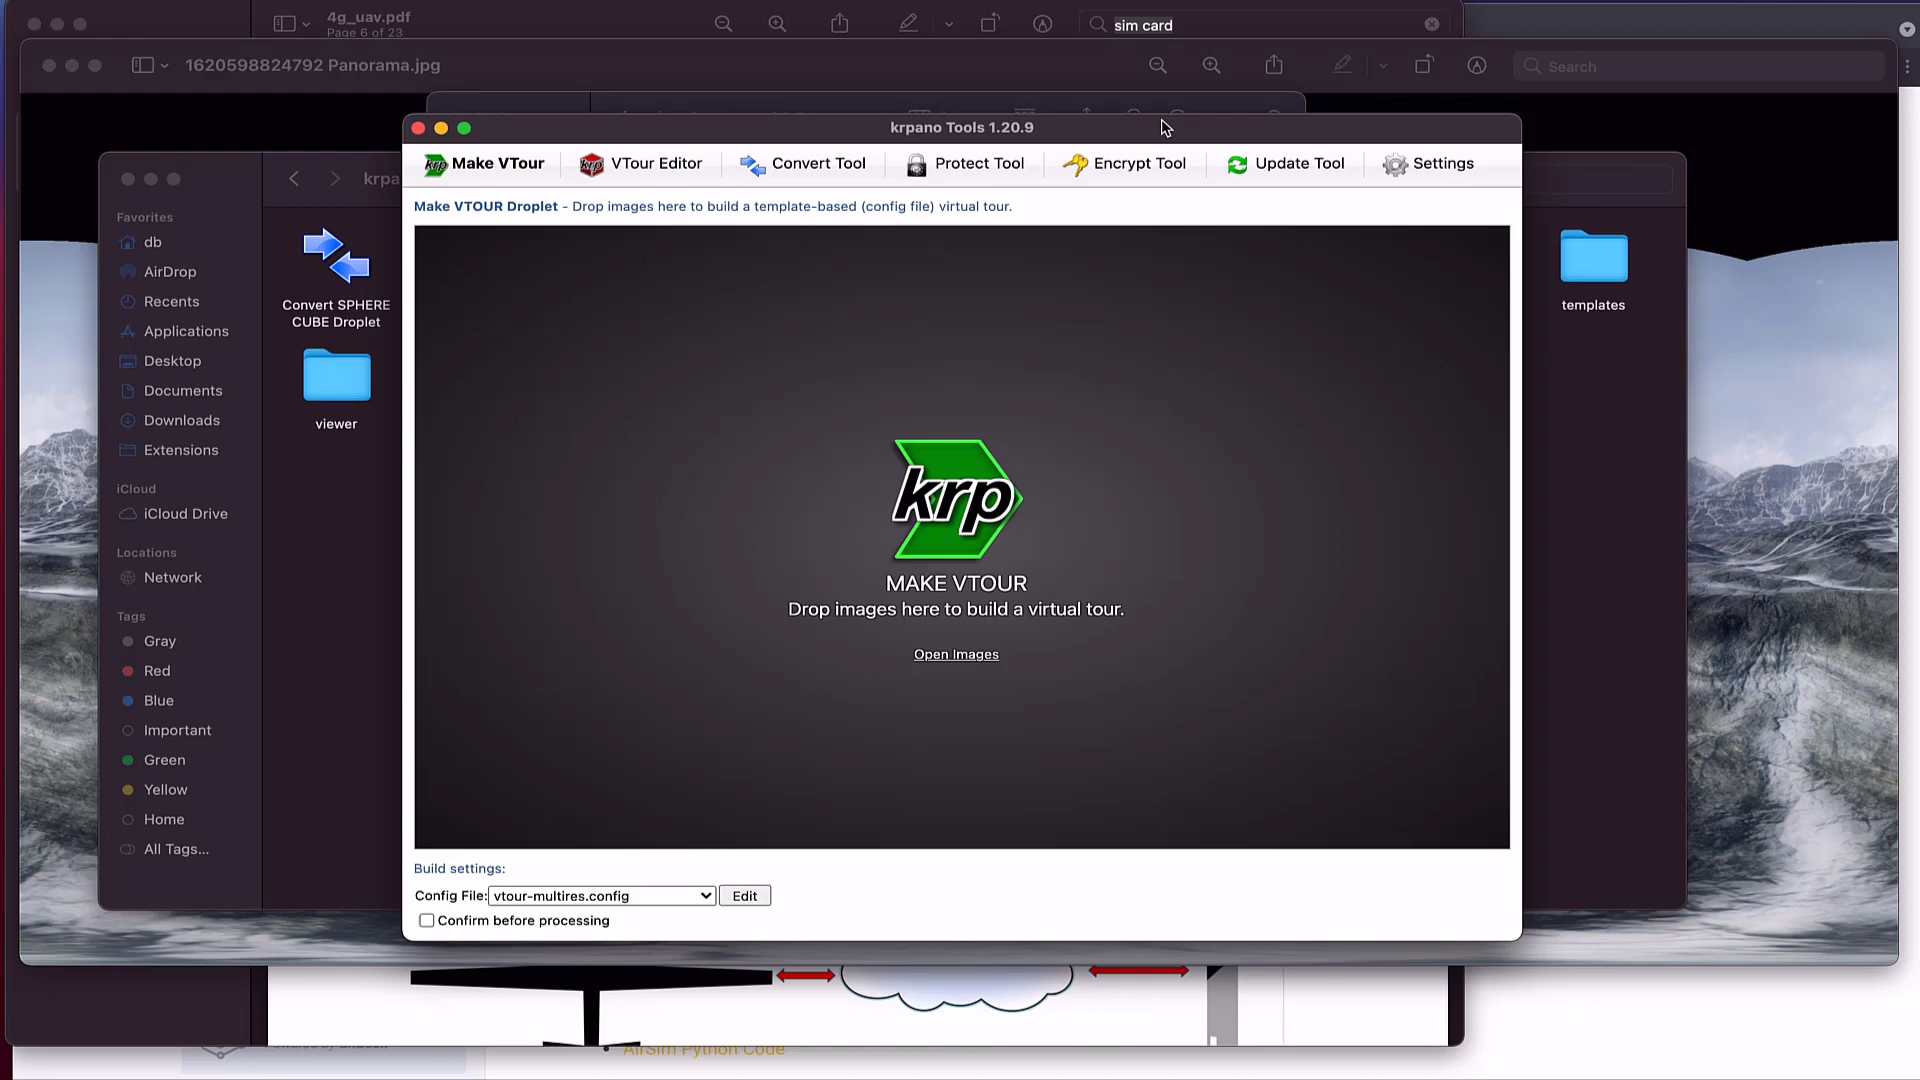 4g_uav.pdf
Page 6 of 23
sim card
1620598824792 Panorama.jpg
Search
krpa
krpano Tools 1.20.9
Make VTour
VTour Editor
Convert Tool
Protect Tool
Encrypt Tool
Update Tool
Settings
Make VTOUR Droplet - Drop images here to build a template-based (config file) virtual tour.
Favorites
db
AirDrop
Recents
Applications
Desktop
Documents
Downloads
Extensions
iCloud
iCloud Drive
Locations
Network
Tags
Gray
Red
Blue
Important
Green
Yellow
Home
All Tags...
Convert SPHERE
CUBE Droplet
viewer
templates
krp
MAKE VTOUR
Drop images here to build a virtual tour.
Open Images
Build settings:
Config File:
vtour-multires.config
Edit
Confirm before processing
AirSim Python Code